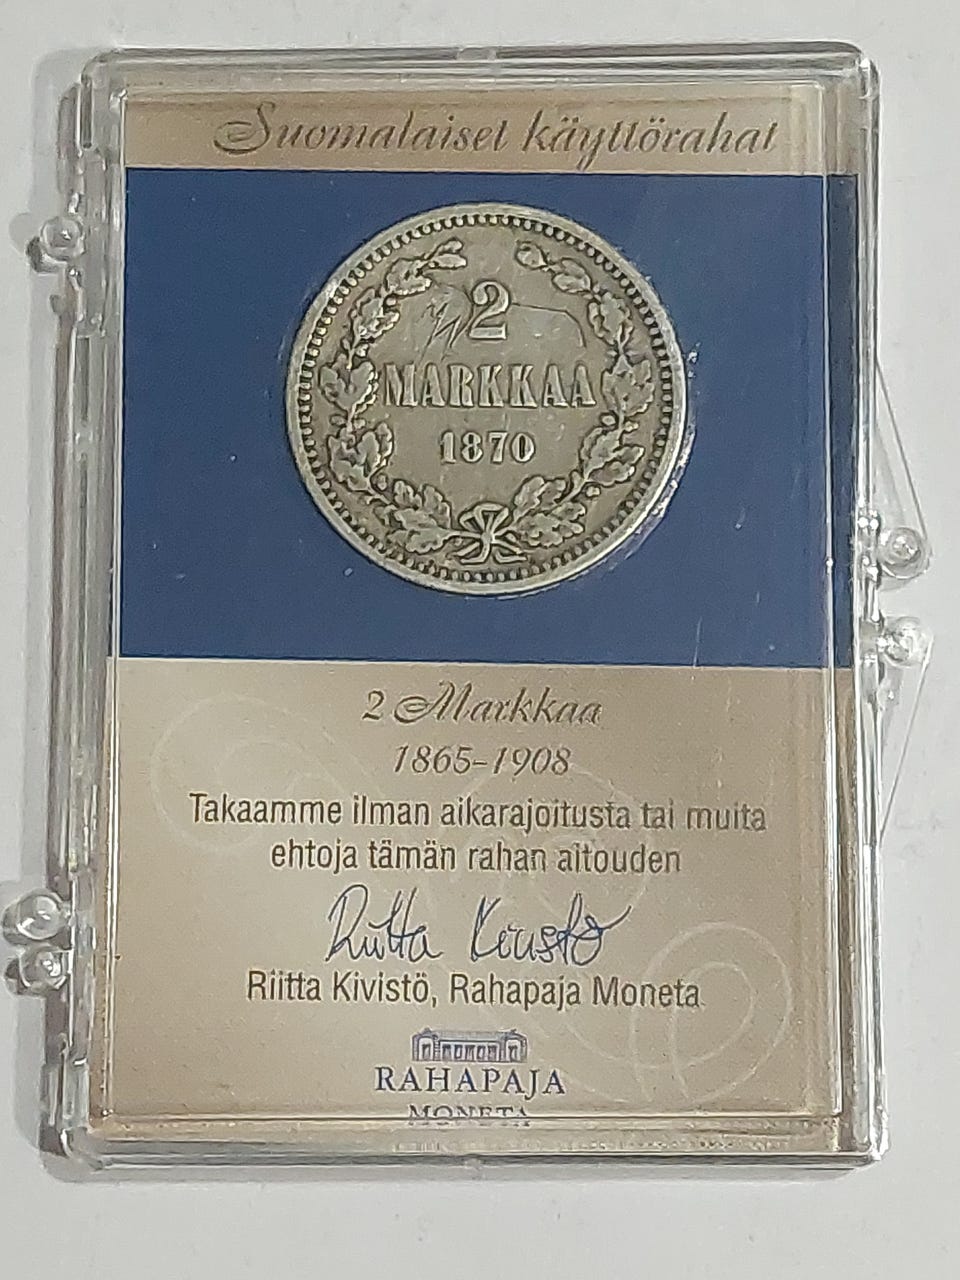 Suomalaiset käyttörahat
2
MARKKAA
1870
2 Markkaa
1865-1908
Takaamme ilman aikarajoitusta tai muita
ehtoja tämän rahan aitouden
Riitta Kivistö
Riitta Kivistö, Rahapaja Moneta
RAHAPAJA
MONETA